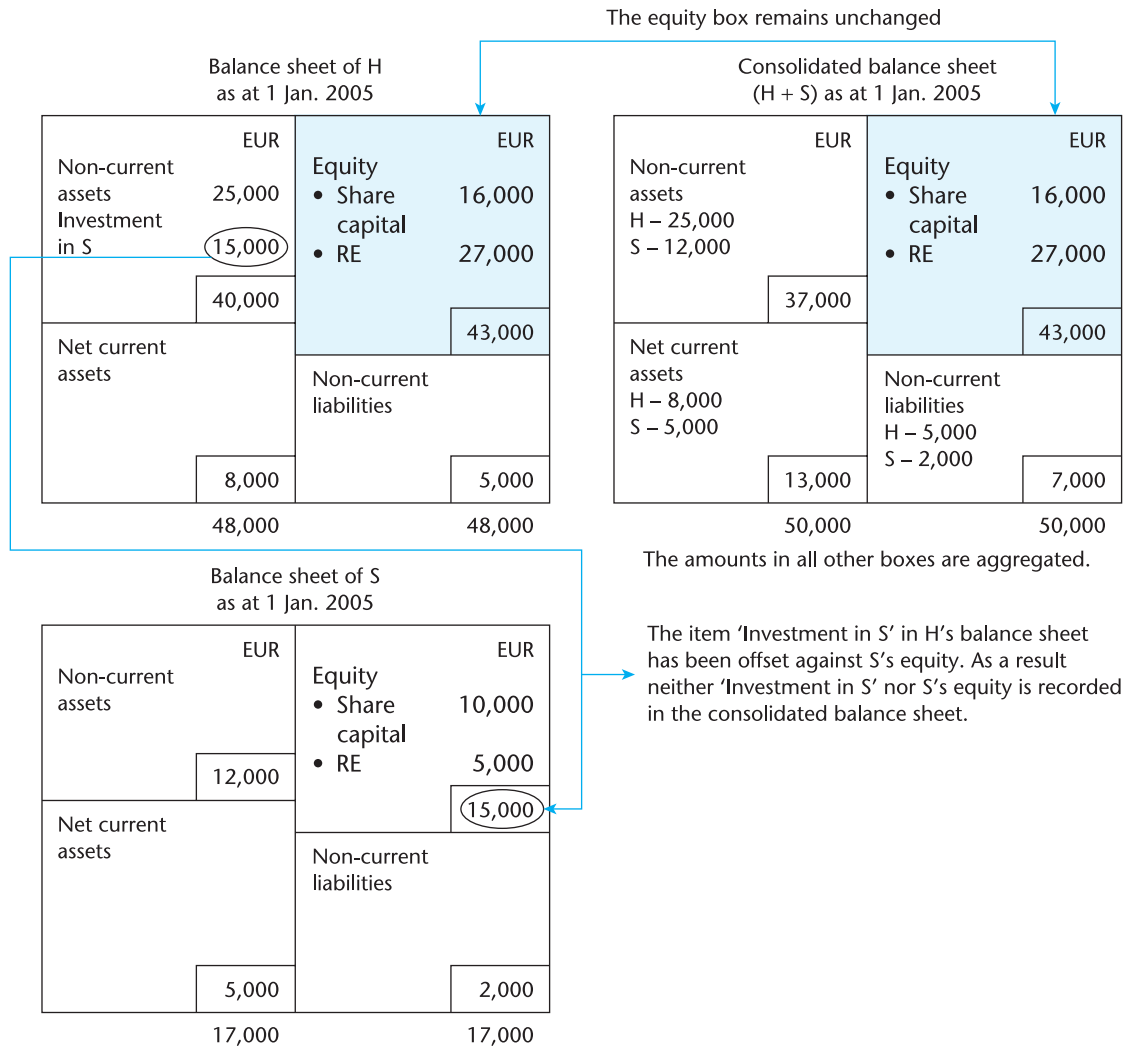 The equity box remains unchanged
Balance sheet of H
as at 1 Jan. 2005
EUR
Non-current
assets 25,000
Investment
in S 15,000
40,000
Net current
assets
8,000
48,000
EUR
Equity
• Share 16,000
capital
• RE 27,000
43,000
Non-current
liabilities
5,000
48,000
Consolidated balance sheet
(H + S) as at 1 Jan. 2005
EUR
Non-current
assets
H – 25,000
S – 12,000
37,000
Net current
assets
H – 8,000
S – 5,000
13,000
50,000
EUR
Equity
• Share 16,000
capital
• RE 27,000
43,000
Non-current
liabilities
H – 5,000
S – 2,000
7,000
50,000
The amounts in all other boxes are aggregated.
Balance sheet of S
as at 1 Jan. 2005
EUR
Non-current
assets
12,000
Net current
assets
5,000
17,000
EUR
Equity
• Share 10,000
capital
• RE 5,000
15,000
Non-current
liabilities
2,000
17,000
The item ‘Investment in S’ in H’s balance sheet
has been offset against S’s equity. As a result
neither ‘Investment in S’ nor S’s equity is recorded
in the consolidated balance sheet.